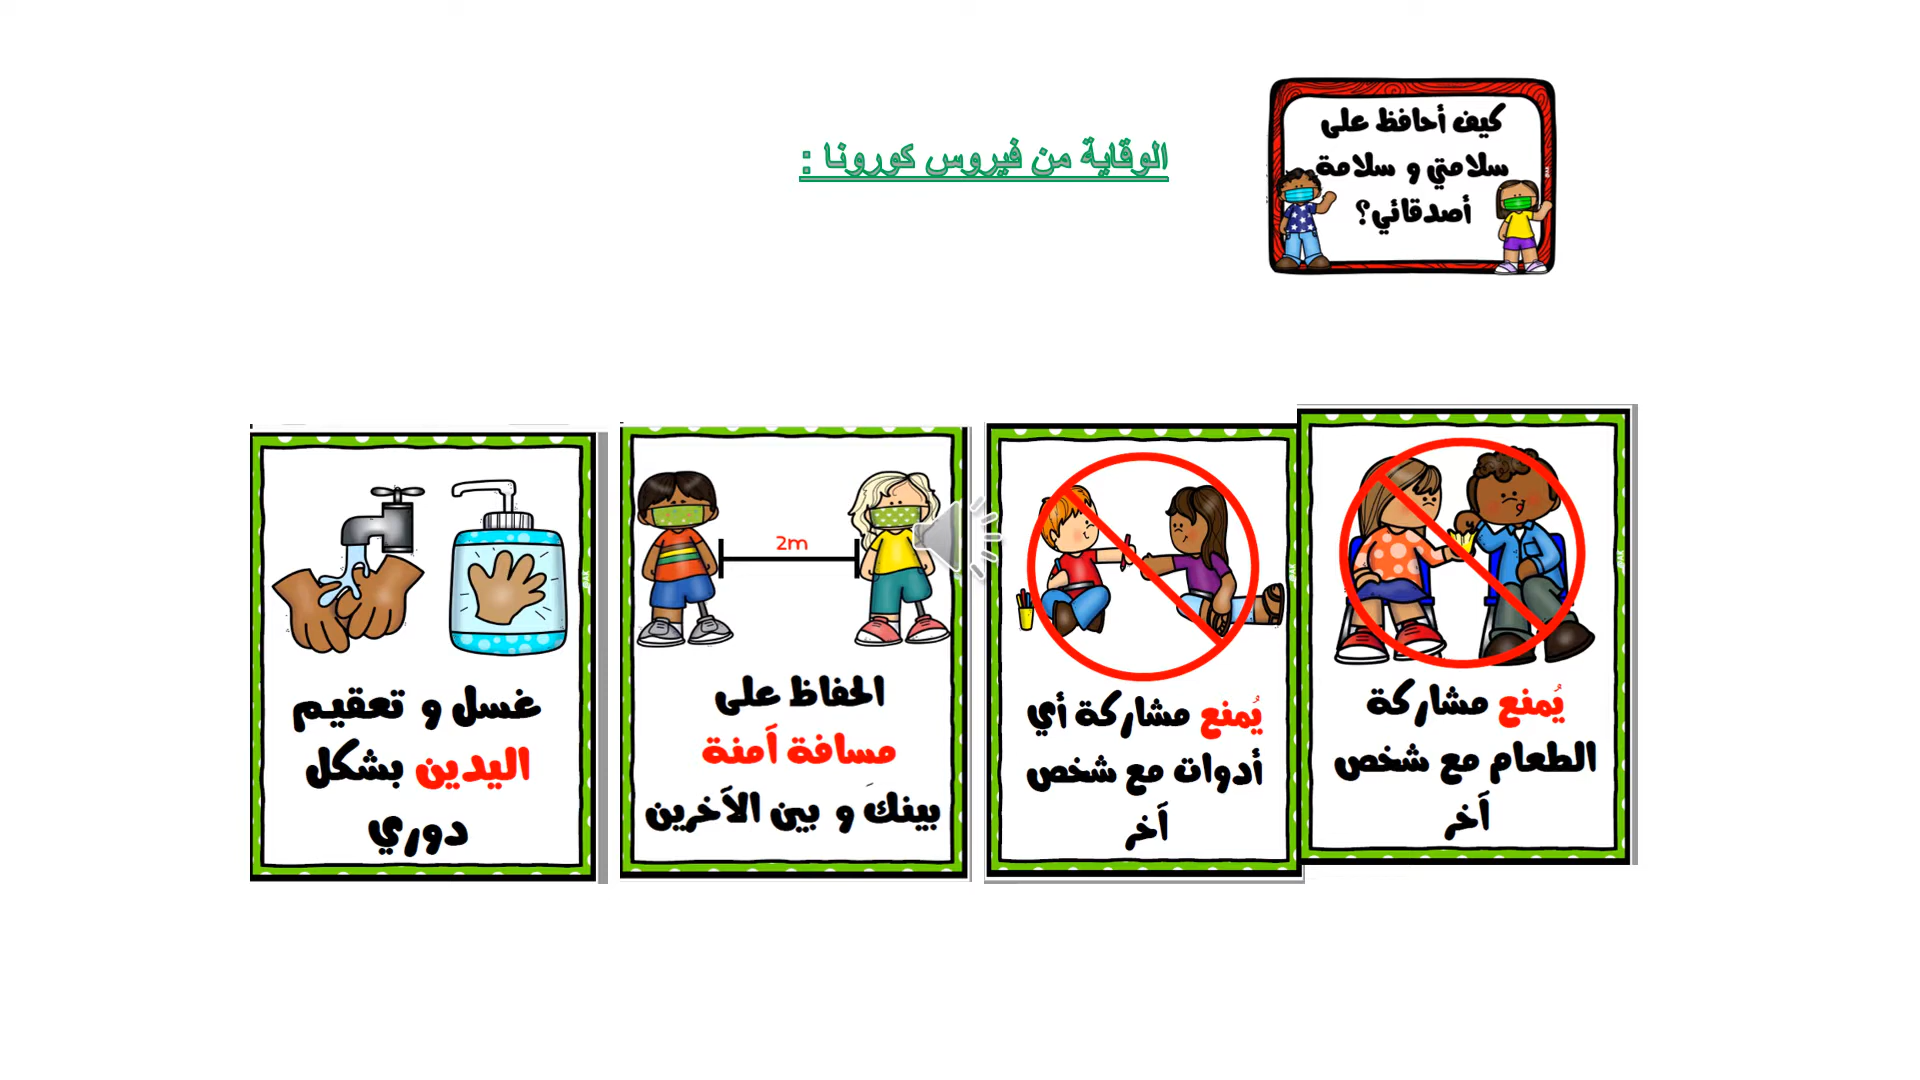 كيف أحافظ على
سلامتي و سلامة
أصدقائي؟
الوقاية من فيروس كورونا :
يُمنع مشاركة
الطعام مع شخص
آخر
يُمنع مشاركة أي
أدوات مع شخص
آخر
2m
الحفاظ على
مسافة آمنة
بينكَ و بين الآخرين
غسل و تعقيم
اليدين بشكل
دوري